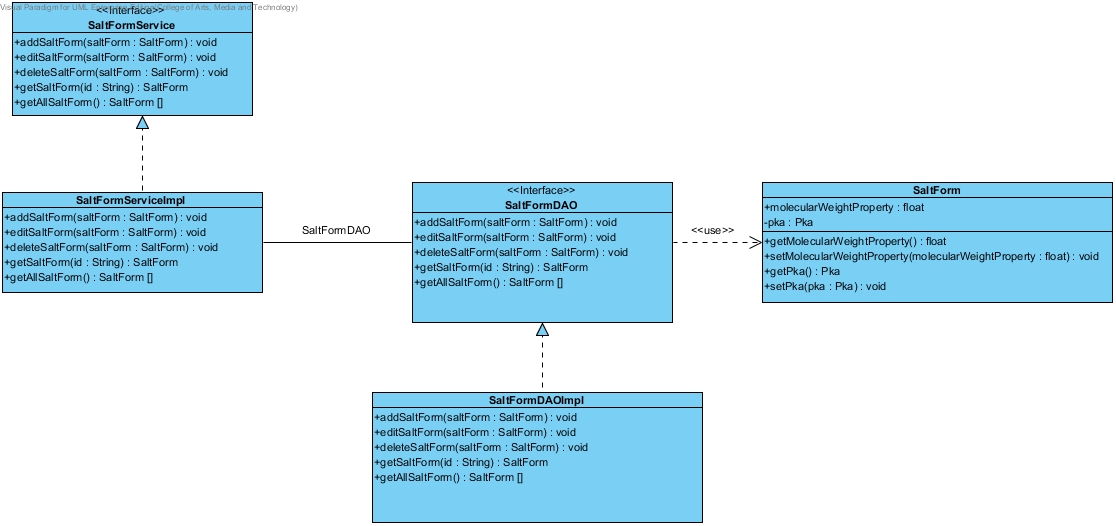 Visual Paradigm for UML Enterprise Edition(College of Arts, Media and Technology)
<<Interface>>
SaltFormService
+addSaltForm(saltForm : SaltForm) : void
+editSaltForm(saltForm : SaltForm) : void
+deleteSaltForm(saltForm : SaltForm) : void
+getSaltForm(id : String) : SaltForm
+getAllSaltForm() : SaltForm []
SaltFormServiceImpl
+addSaltForm(saltForm : SaltForm) : void
+editSaltForm(saltForm : SaltForm) : void
+deleteSaltForm(saltForm : SaltForm) : void
+getSaltForm(id : String) : SaltForm
+getAllSaltForm() : SaltForm []
SaltFormDAO
<<Interface>>
SaltFormDAO
+addSaltForm(saltForm : SaltForm) : void
+editSaltForm(saltForm : SaltForm) : void
+deleteSaltForm(saltForm : SaltForm) : void
+getSaltForm(id : String) : SaltForm
+getAllSaltForm() : SaltForm []
<<use>>
SaltForm
+molecularWeightProperty : float
-pka : Pka
+getMolecularWeightProperty() : float
+setMolecularWeightProperty(molecularWeightProperty : float) : void
+getPka() : Pka
+setPka(pka : Pka) : void
SaltFormDAOImpl
+addSaltForm(saltForm : SaltForm) : void
+editSaltForm(saltForm : SaltForm) : void
+deleteSaltForm(saltForm : SaltForm) : void
+getSaltForm(id : String) : SaltForm
+getAllSaltForm() : SaltForm []